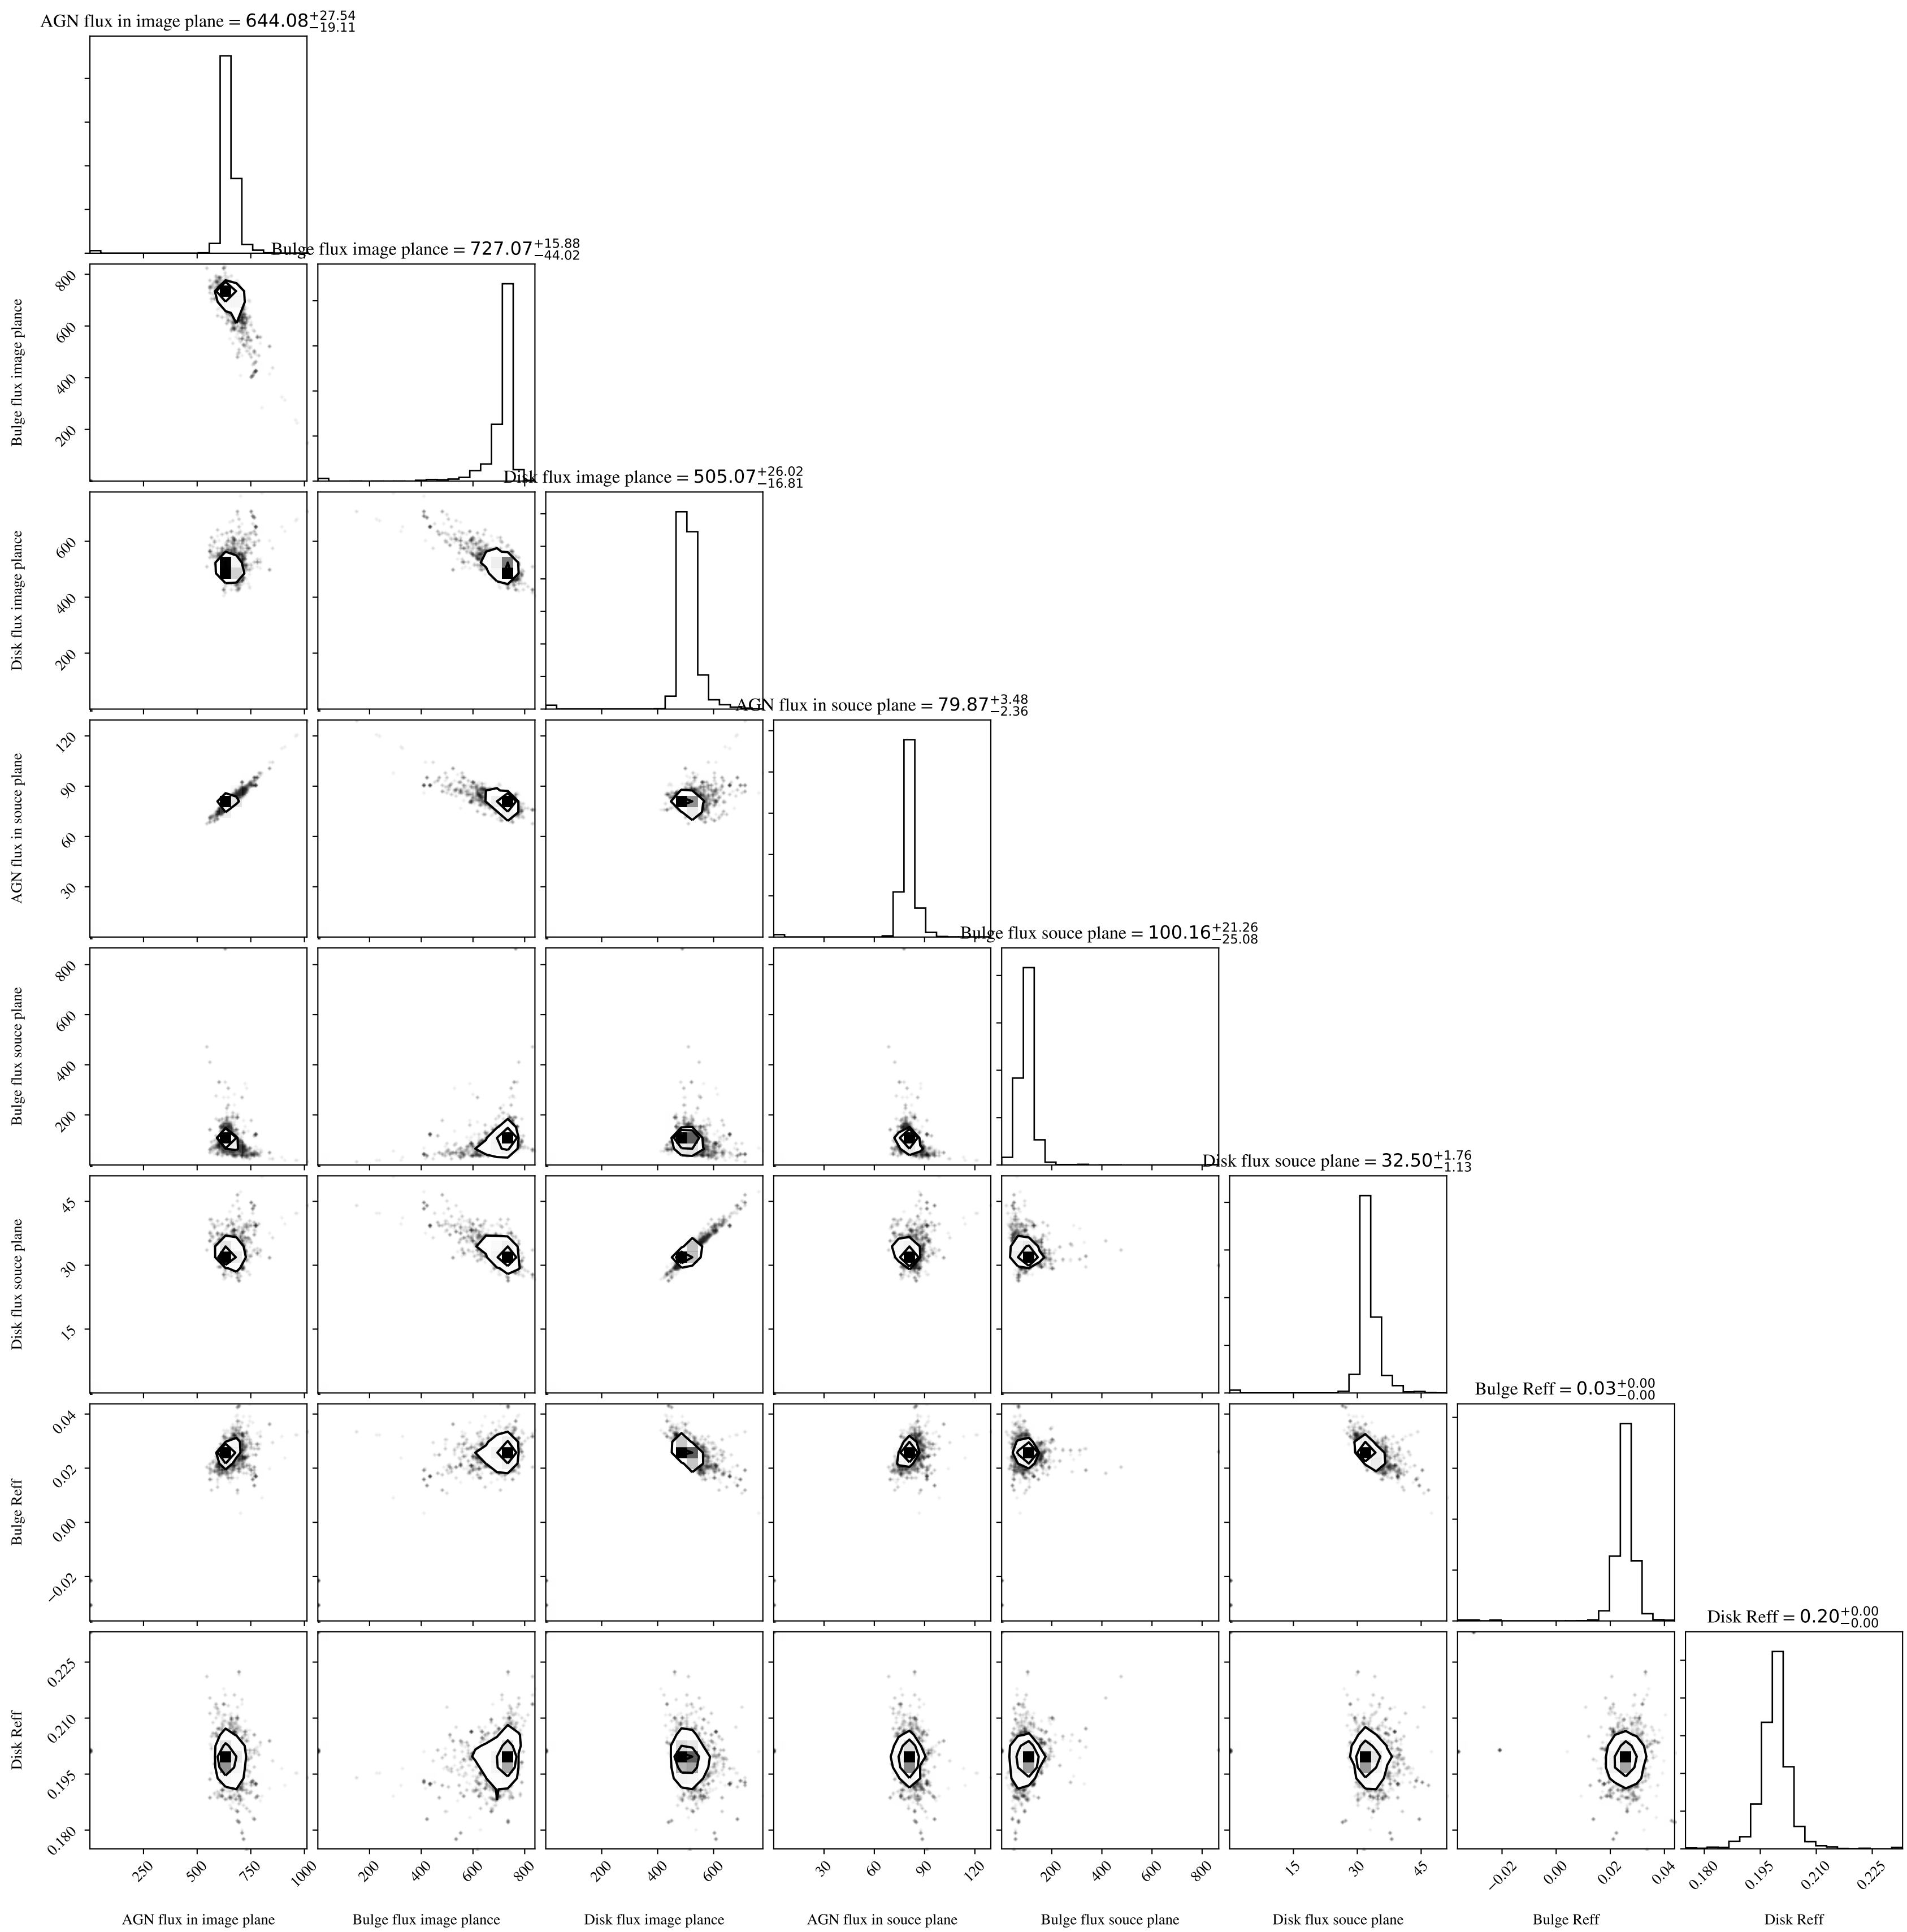 AGN flux in image plane = 644.08 +27.54 −19.11
Bulge flux image plance = 727.07 +15.88 −44.02
800
600
400
200
Bulge flux image plance
Disk flux image plance = 505.07 +26.02 −16.81
600
400
200
Disk flux image plance
AGN flux in souce plane = 79.87 +3.48 −2.36
120
90
60
30
AGN flux in souce plane
Bulge flux souce plane = 100.16 +21.26 −25.08
800
600
400
200
Bulge flux souce plane
Disk flux souce plane = 32.50 +1.76 −1.13
45
30
15
Disk flux souce plane
Bulge Reff = 0.03 +0.00 −0.00
0.04
0.02
0.00
−0.02
Bulge Reff
Disk Reff = 0.20 +0.00 −0.00
0.225
0.210
0.195
0.180
Disk Reff
250 500 750 1000 200 400 600 800 200 400 600 30 60 90 120 200 400 600 800 15 30 45 −0.02 0.00 0.02 0.04 0.180 0.195 0.210 0.225
AGN flux in image plane Bulge flux image plance Disk flux image plance AGN flux in souce plane Bulge flux souce plane Disk flux souce plane Bulge Reff Disk Reff